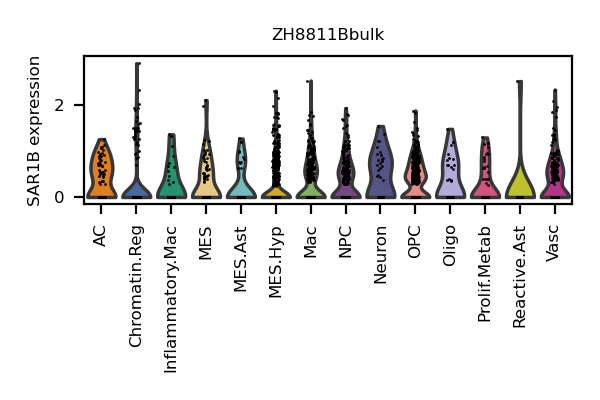 ZH8811Bbulk
SAR1B expression
2
0
AC
Chromatin.Reg
Inflammatory.Mac
MES
MES.Ast
MES.Hyp
Mac
NPC
Neuron
OPC
Oligo
Prolif.Metab
Reactive.Ast
Vasc